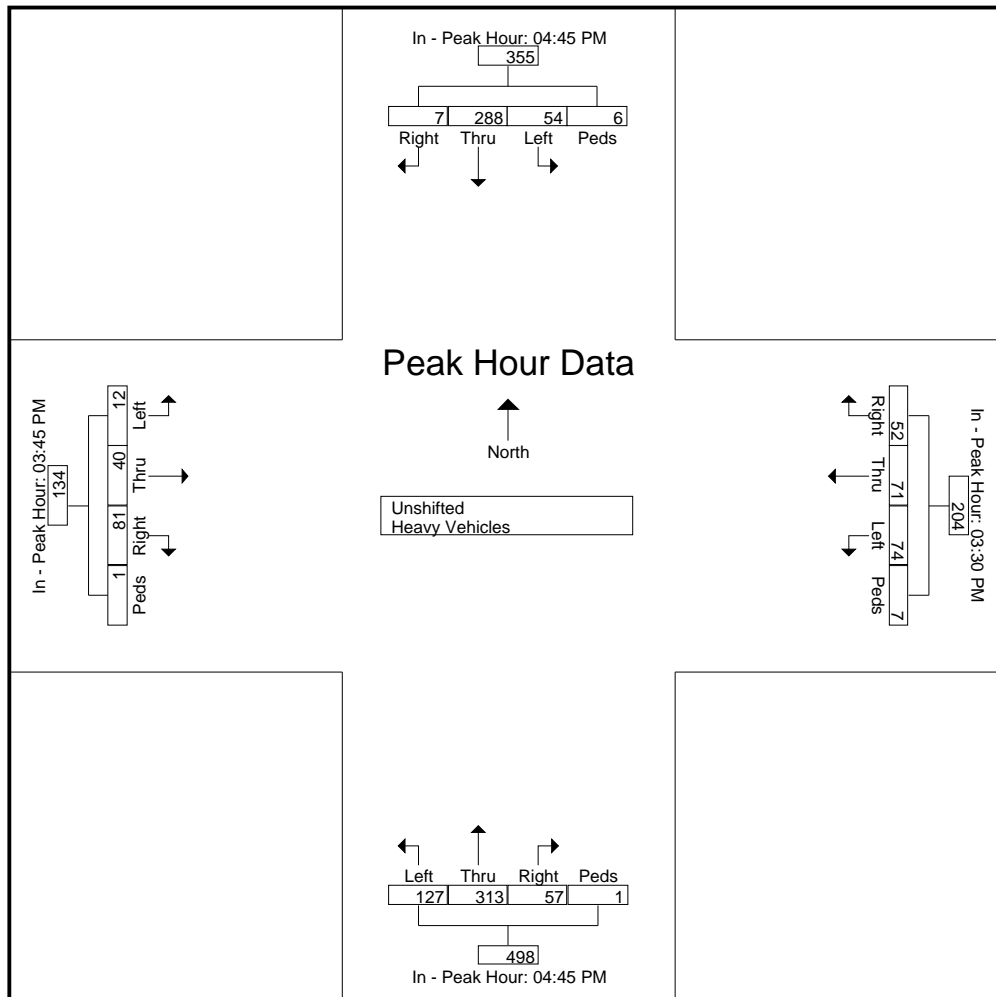 In - Peak Hour: 04:45 PM
355
7 288 54 6
Right Thru Left Peds
Peak Hour Data
North
Unshifted
Heavy Vehicles
In - Peak Hour: 03:45 PM
134
12 40 81 1
Left Thru Right Peds
In - Peak Hour: 03:30 PM
204
52 71 74 7
Right Thru Left Peds
Left Thru Right Peds
127 313 57 1
498
In - Peak Hour: 04:45 PM